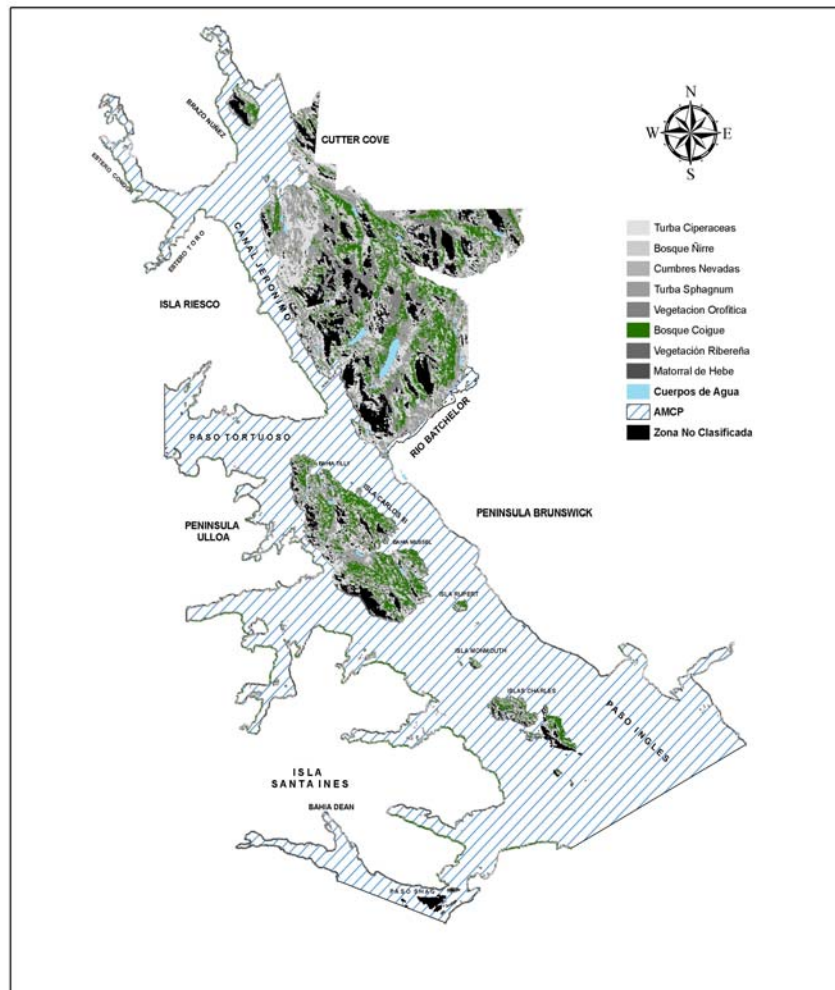 N
W E
S
BRAZO NUÑEZ
CUTTER COVE
ESTERO CONDOR
ESTERO TORO
CANAL JERONIMO
ISLA RIESCO
Turba Ciperaceas
Bosque Ñirre
Cumbres Nevadas
Turba Sphagnum
Vegetacion Orofitica
Bosque Coigue
Vegetación Ribereña
Matorral de Hebe
Cuerpos de Agua
AMCP
Zona No Clasificada
RIO BATCHELOR
PASO TORTUOSO
BAHIA TILLY
ISLA CARLOS III
PENINSULA BRUNSWICK
PENINSULA
ULLOA
BAHIA MUSSEL
ISLA RUPERT
ISLA MONMOUTH
ISLAS CHARLES
PASO INGLES
ISLA
SANTA INES
BAHIA DEAN
PASO SHAG